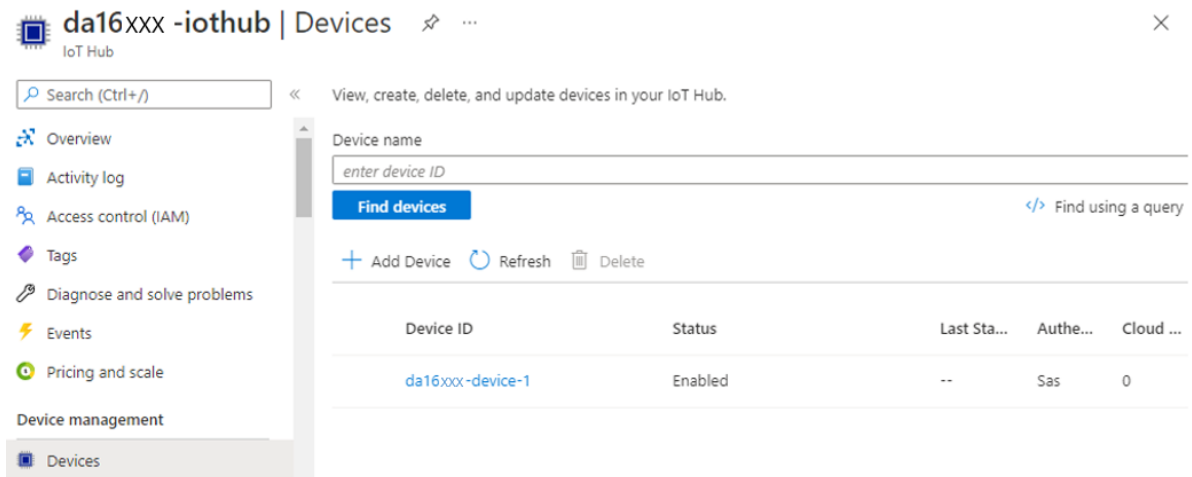 da16xxx -iothub | Devices ...
IoT Hub
Search (Ctrl+/)
«
Overview
Activity log
Access control (IAM)
Tags
Diagnose and solve problems
Events
Pricing and scale
Device management
Devices
View, create, delete, and update devices in your IoT Hub.
Device name
enter device ID
Find devices
</> Find using a query
Add Device Refresh Delete
Device ID Status Last Sta... Authe... Cloud ...
da16xxx-device-1 Enabled -- Sas 0